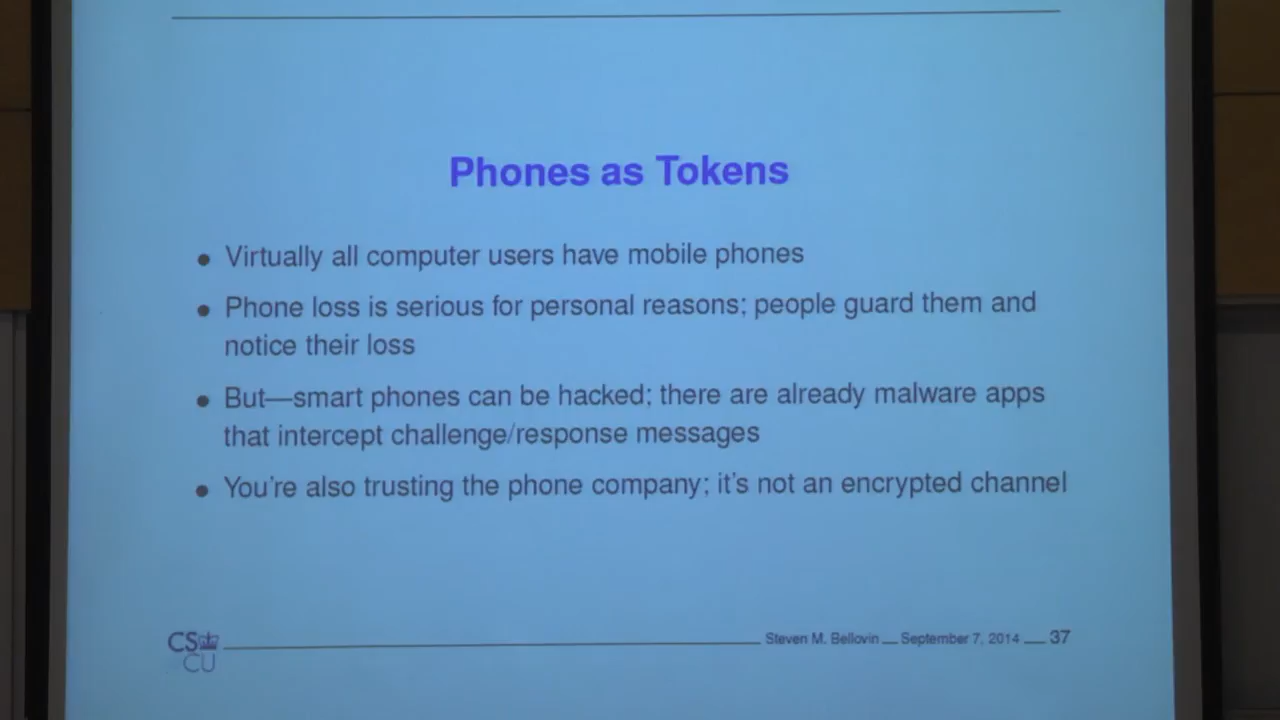 Phones as Tokens
• Virtually all computer users have mobile phones
• Phone loss is serious for personal reasons; people guard them and
notice their loss
• But—smart phones can be hacked; there are already malware apps
that intercept challenge/response messages
• You're also trusting the phone company; it's not an encrypted channel
CS
CU
Steven M. Bellovin __ September 7, 2014 __ 37